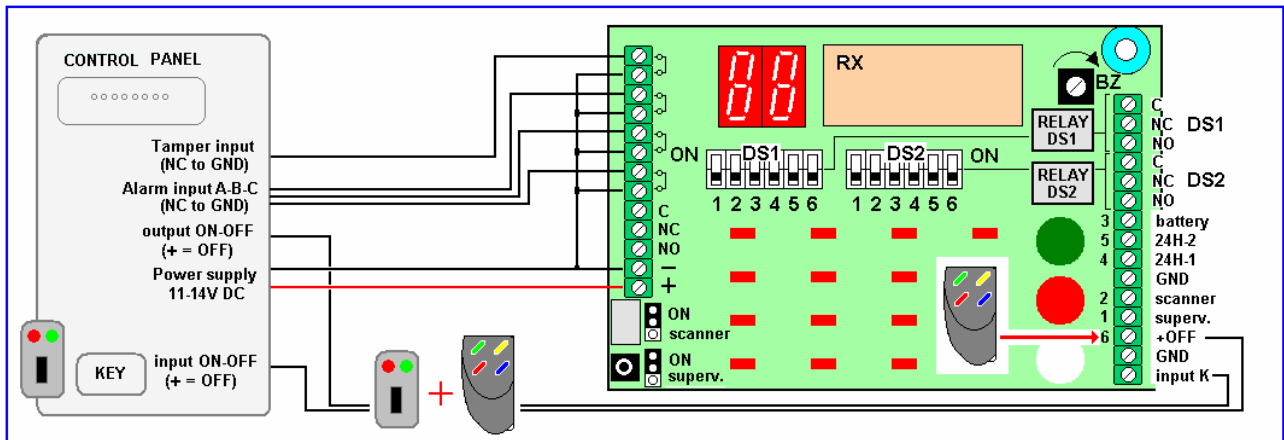 CONTROL PANEL
Tamper input
(NC to GND)
Alarm input A-B-C
(NC to GND)
output ON-OFF
(+ = OFF)
Power supply
11-14V DC
KEY
input ON-OFF
(+ = OFF)
+
C
NC
NO
−
+
ON
scanner
ON
superv.
88
RX
BZ
ON
DS1
1 2 3 4 5 6
DS2
ON
1 2 3 4 5 6
RELAY
DS1
RELAY
DS2
C
NC
NO
DS1
C
NC
NO
DS2
3 battery
5 24H-2
4 24H-1
GND
2 scanner
1 superv.
6 +OFF
GND
input K